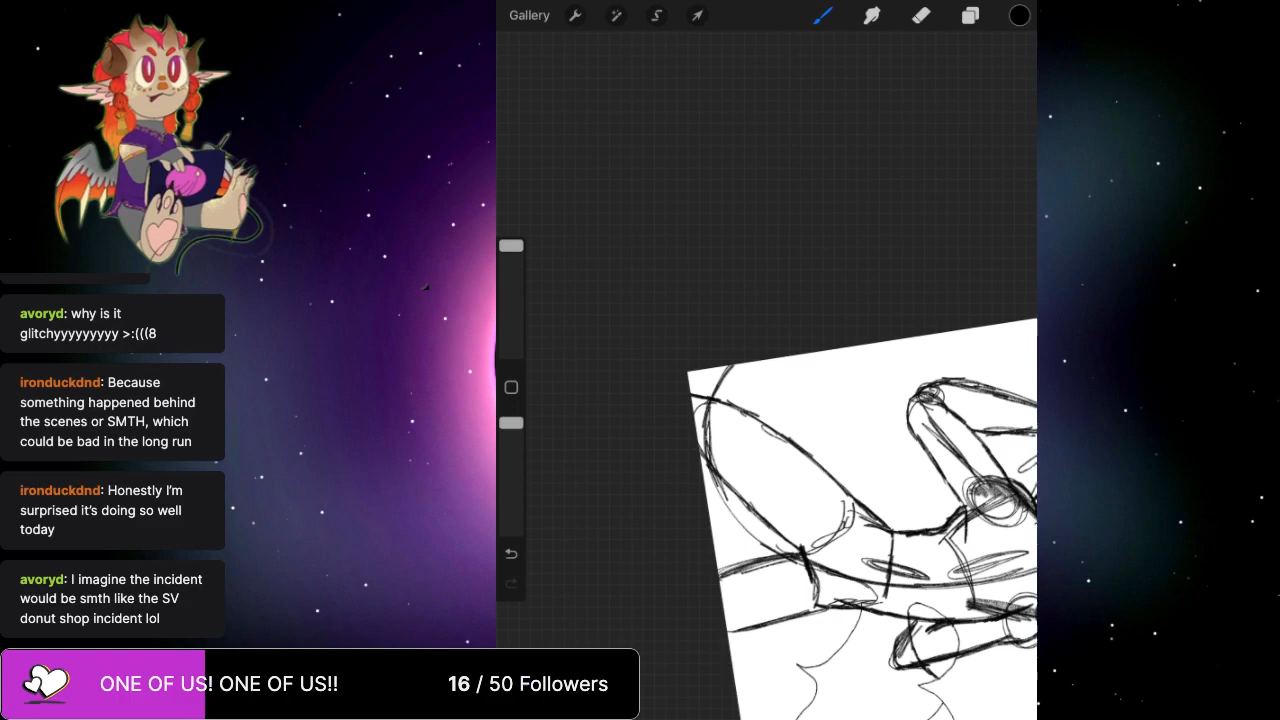 Gallery
avoryd: why is it
glitchyyyyyyyyy >:(((8
ironduckdnd: Because
something happened behind
the scenes or SMTH, which
could be bad in the long run
ironduckdnd: Honestly I'm
surprised it's doing so well
today
avoryd: I imagine the incident
would be smth like the SV
donut shop incident lol
ONE OF US! ONE OF US!!
16 / 50 Followers